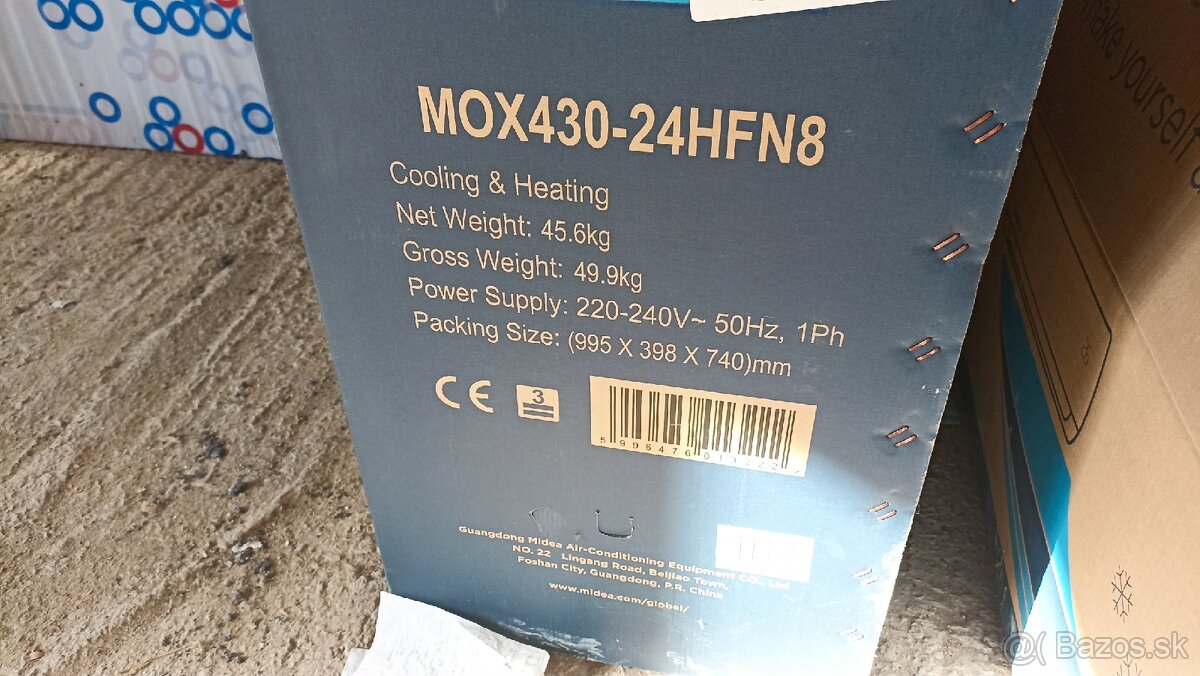 MOX430-24HFN8
Cooling & Heating
Net Weight: 45.6kg
Gross Weight: 49.9kg
Power Supply: 220-240V~ 50Hz, 1Ph
Packing Size: (995 X 398 X 740)mm
CE
3
Guangdong Midea Air-Conditioning Equipment CO., Ltd
NO. 22 Lingang Road, Beijiao Town,
Foshan City, Guangdong, P.R. China
www.midea.com/global/
make yourself
@( Bazos.sk